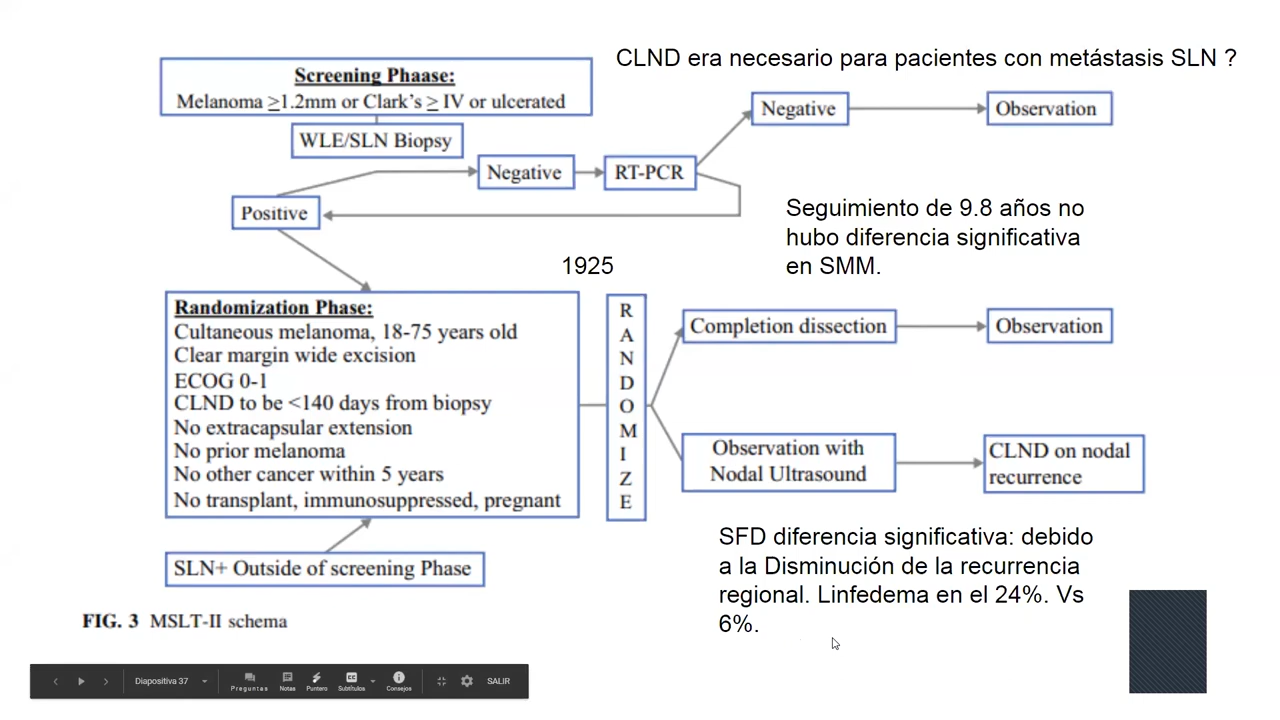 CLND era necesario para pacientes con metástasis SLN ?
Screening Phaase:
Melanoma ≥1.2mm or Clark's ≥ IV or ulcerated
WLE/SLN Biopsy
Negative
RT-PCR
Negative
Observation
Positive
Seguimiento de 9.8 años no
hubo diferencia significativa
en SMM.
1925
Randomization Phase:
Cultaneous melanoma, 18-75 years old
Clear margin wide excision
ECOG 0-1
CLND to be <140 days from biopsy
No extracapsular extension
No prior melanoma
No other cancer within 5 years
No transplant, immunosuppressed, pregnant
R
A
N
D
O
M
I
Z
E
Completion dissection
Observation
Observation with
Nodal Ultrasound
CLND on nodal
recurrence
SLN+ Outside of screening Phase
SFD diferencia significativa: debido
a la Disminución de la recurrencia
regional. Linfedema en el 24%. Vs
6%.
FIG. 3 MSLT-II schema
Diapositiva 37
Preguntas
Notas
Puntero
Subtítulos
Consejos
SALIR